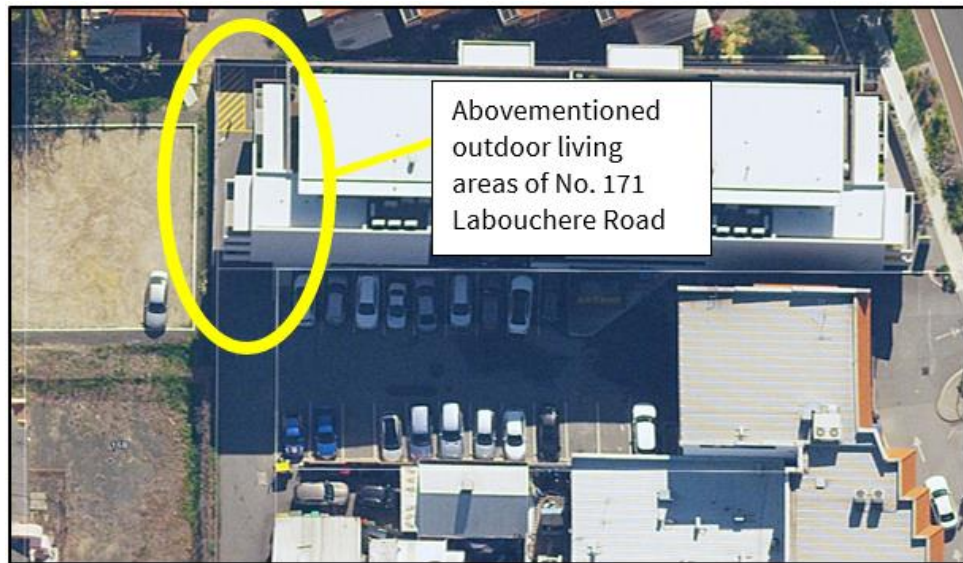 Abovementioned
outdoor living
areas of No. 171
Labouchere Road